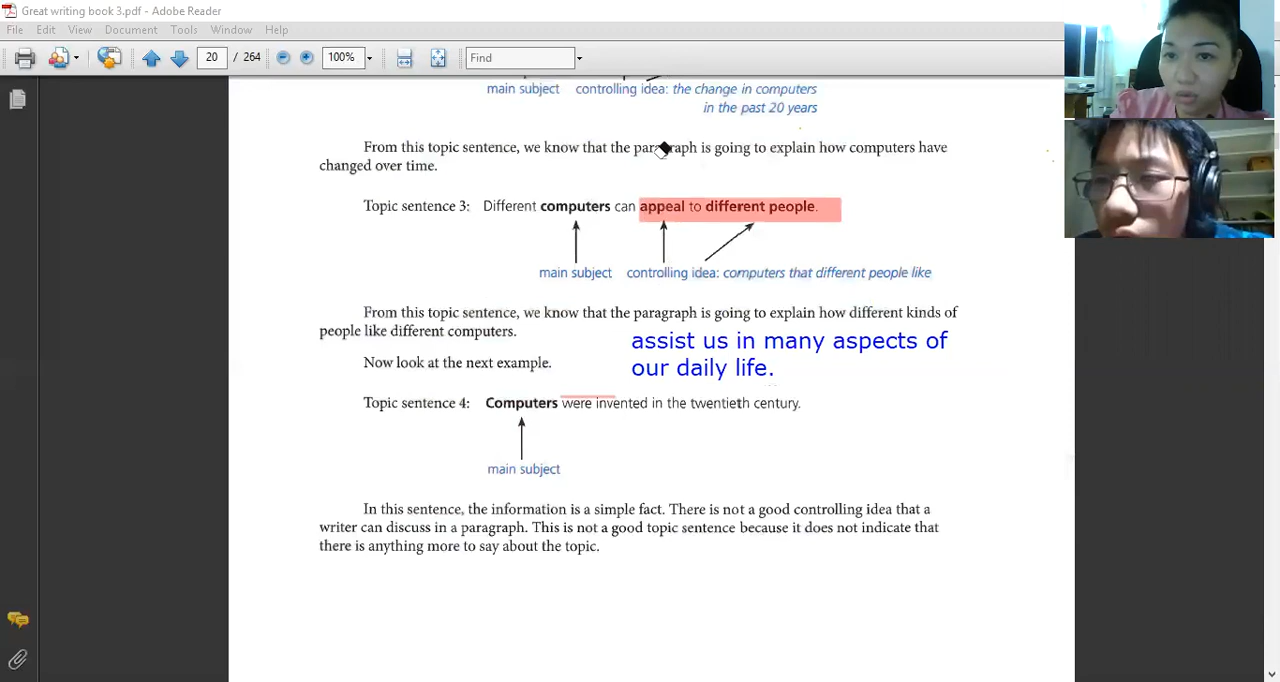 Great writing book 3.pdf - Adobe Reader
File Edit View Document Tools Window Help
20 / 264 100% Find
main subject controlling idea: the change in computers
in the past 20 years
From this topic sentence, we know that the paragraph is going to explain how computers have
changed over time.
Topic sentence 3: Different computers can appeal to different people.
main subject controlling idea: computers that different people like
From this topic sentence, we know that the paragraph is going to explain how different kinds of
people like different computers.
assist us in many aspects of
our daily life.
Now look at the next example.
Topic sentence 4: Computers were invented in the twentieth century.
main subject
In this sentence, the information is a simple fact. There is not a good controlling idea that a
writer can discuss in a paragraph. This is not a good topic sentence because it does not indicate that
there is anything more to say about the topic.